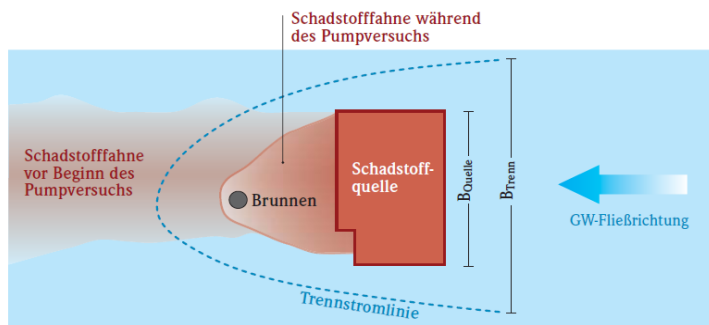 Schadstofffahne während
des Pumpversuchs
Schadstofffahne
vor Beginn des
Pumpversuchs
Brunnen
Schadstoff-
quelle
BQuelle
BTrenn
GW-Fließrichtung
Trennstromlinie